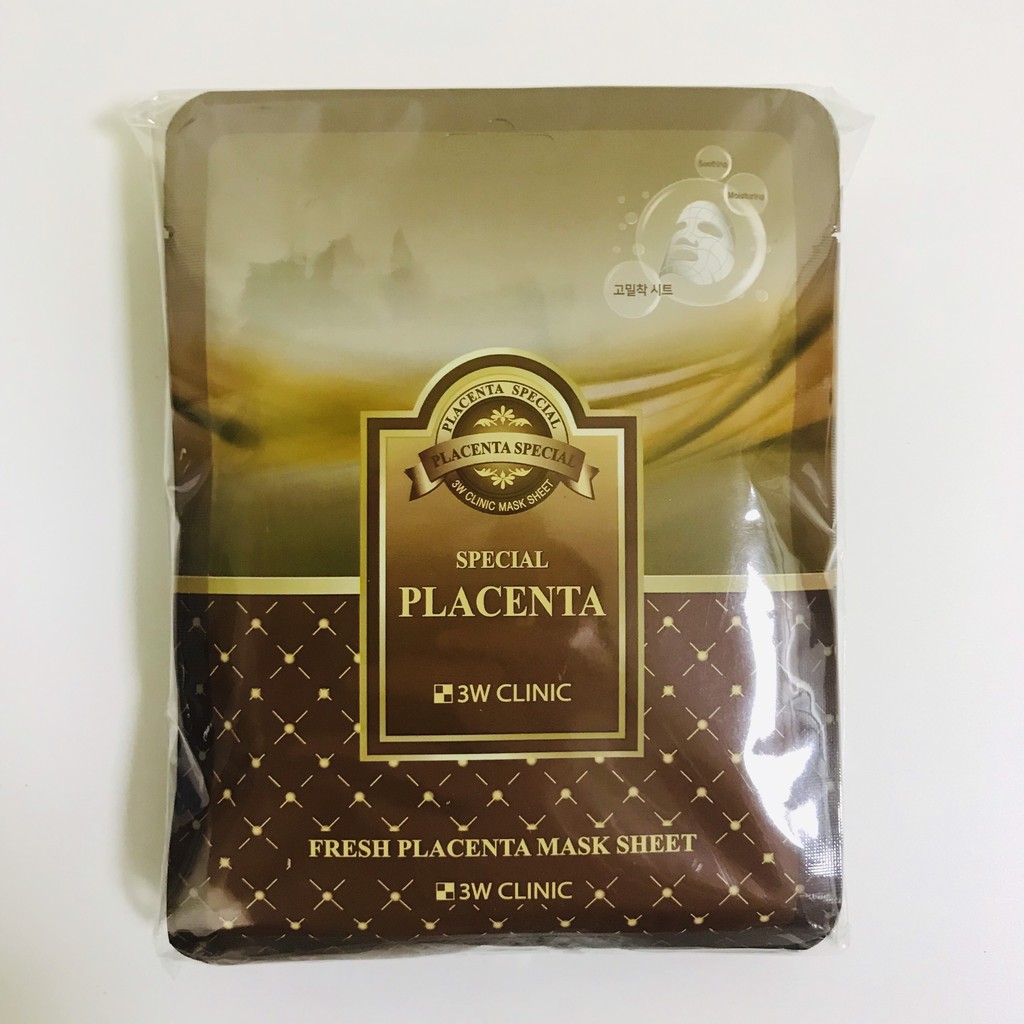 Soothing
Moisturizing
고밀착 시트
PLACENTA SPECIAL
PLACENTA SPECIAL
3W CLINIC MASK SHEET
SPECIAL
PLACENTA
3W CLINIC
FRESH PLACENTA MASK SHEET
3W CLINIC